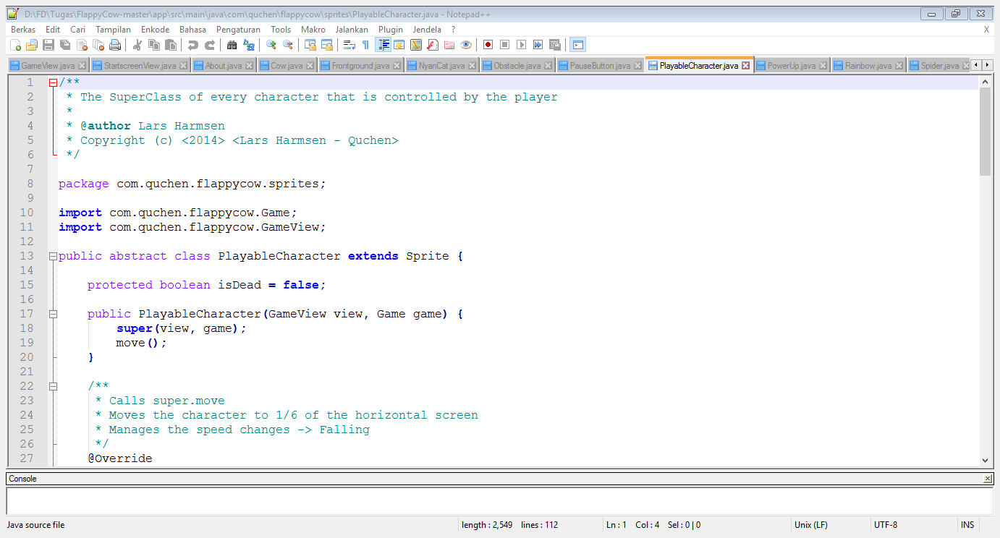 D:\FD\Tugas\FlappyCow-master\app\src\main\java\com\quchen\flappycow\sprites\PlayableCharacter.java - Notepad++
Berkas Edit Cari Tampilan Enkode Bahasa Pengaturan Tools Makro Jalankan Plugin Jendela ? X
GameView.java StartscreenView.java About.java Cow.java Frontground.java NyanCat.java Obstacle.java PauseButton.java PlayableCharacter.java PowerUp.java Rainbow.java Spider.java
1 /**
2 * The SuperClass of every character that is controlled by the player
3 *
4 * @author Lars Harmsen
5 * Copyright (c) <2014> <Lars Harmsen - Quchen>
6 */
7
8 package com.quchen.flappycow.sprites;
9
10 import com.quchen.flappycow.Game;
11 import com.quchen.flappycow.GameView;
12
13 public abstract class PlayableCharacter extends Sprite {
14
15 protected boolean isDead = false;
16
17 public PlayableCharacter(GameView view, Game game) {
18 super(view, game);
19 move();
20 }
21
22 /**
23 * Calls super.move
24 * Moves the character to 1/6 of the horizontal screen
25 * Manages the speed changes -> Falling
26 */
27 @Override
Console
Java source file length : 2,549 lines : 112 Ln : 1 Col : 4 Sel : 0 | 0 Unix (LF) UTF-8 INS